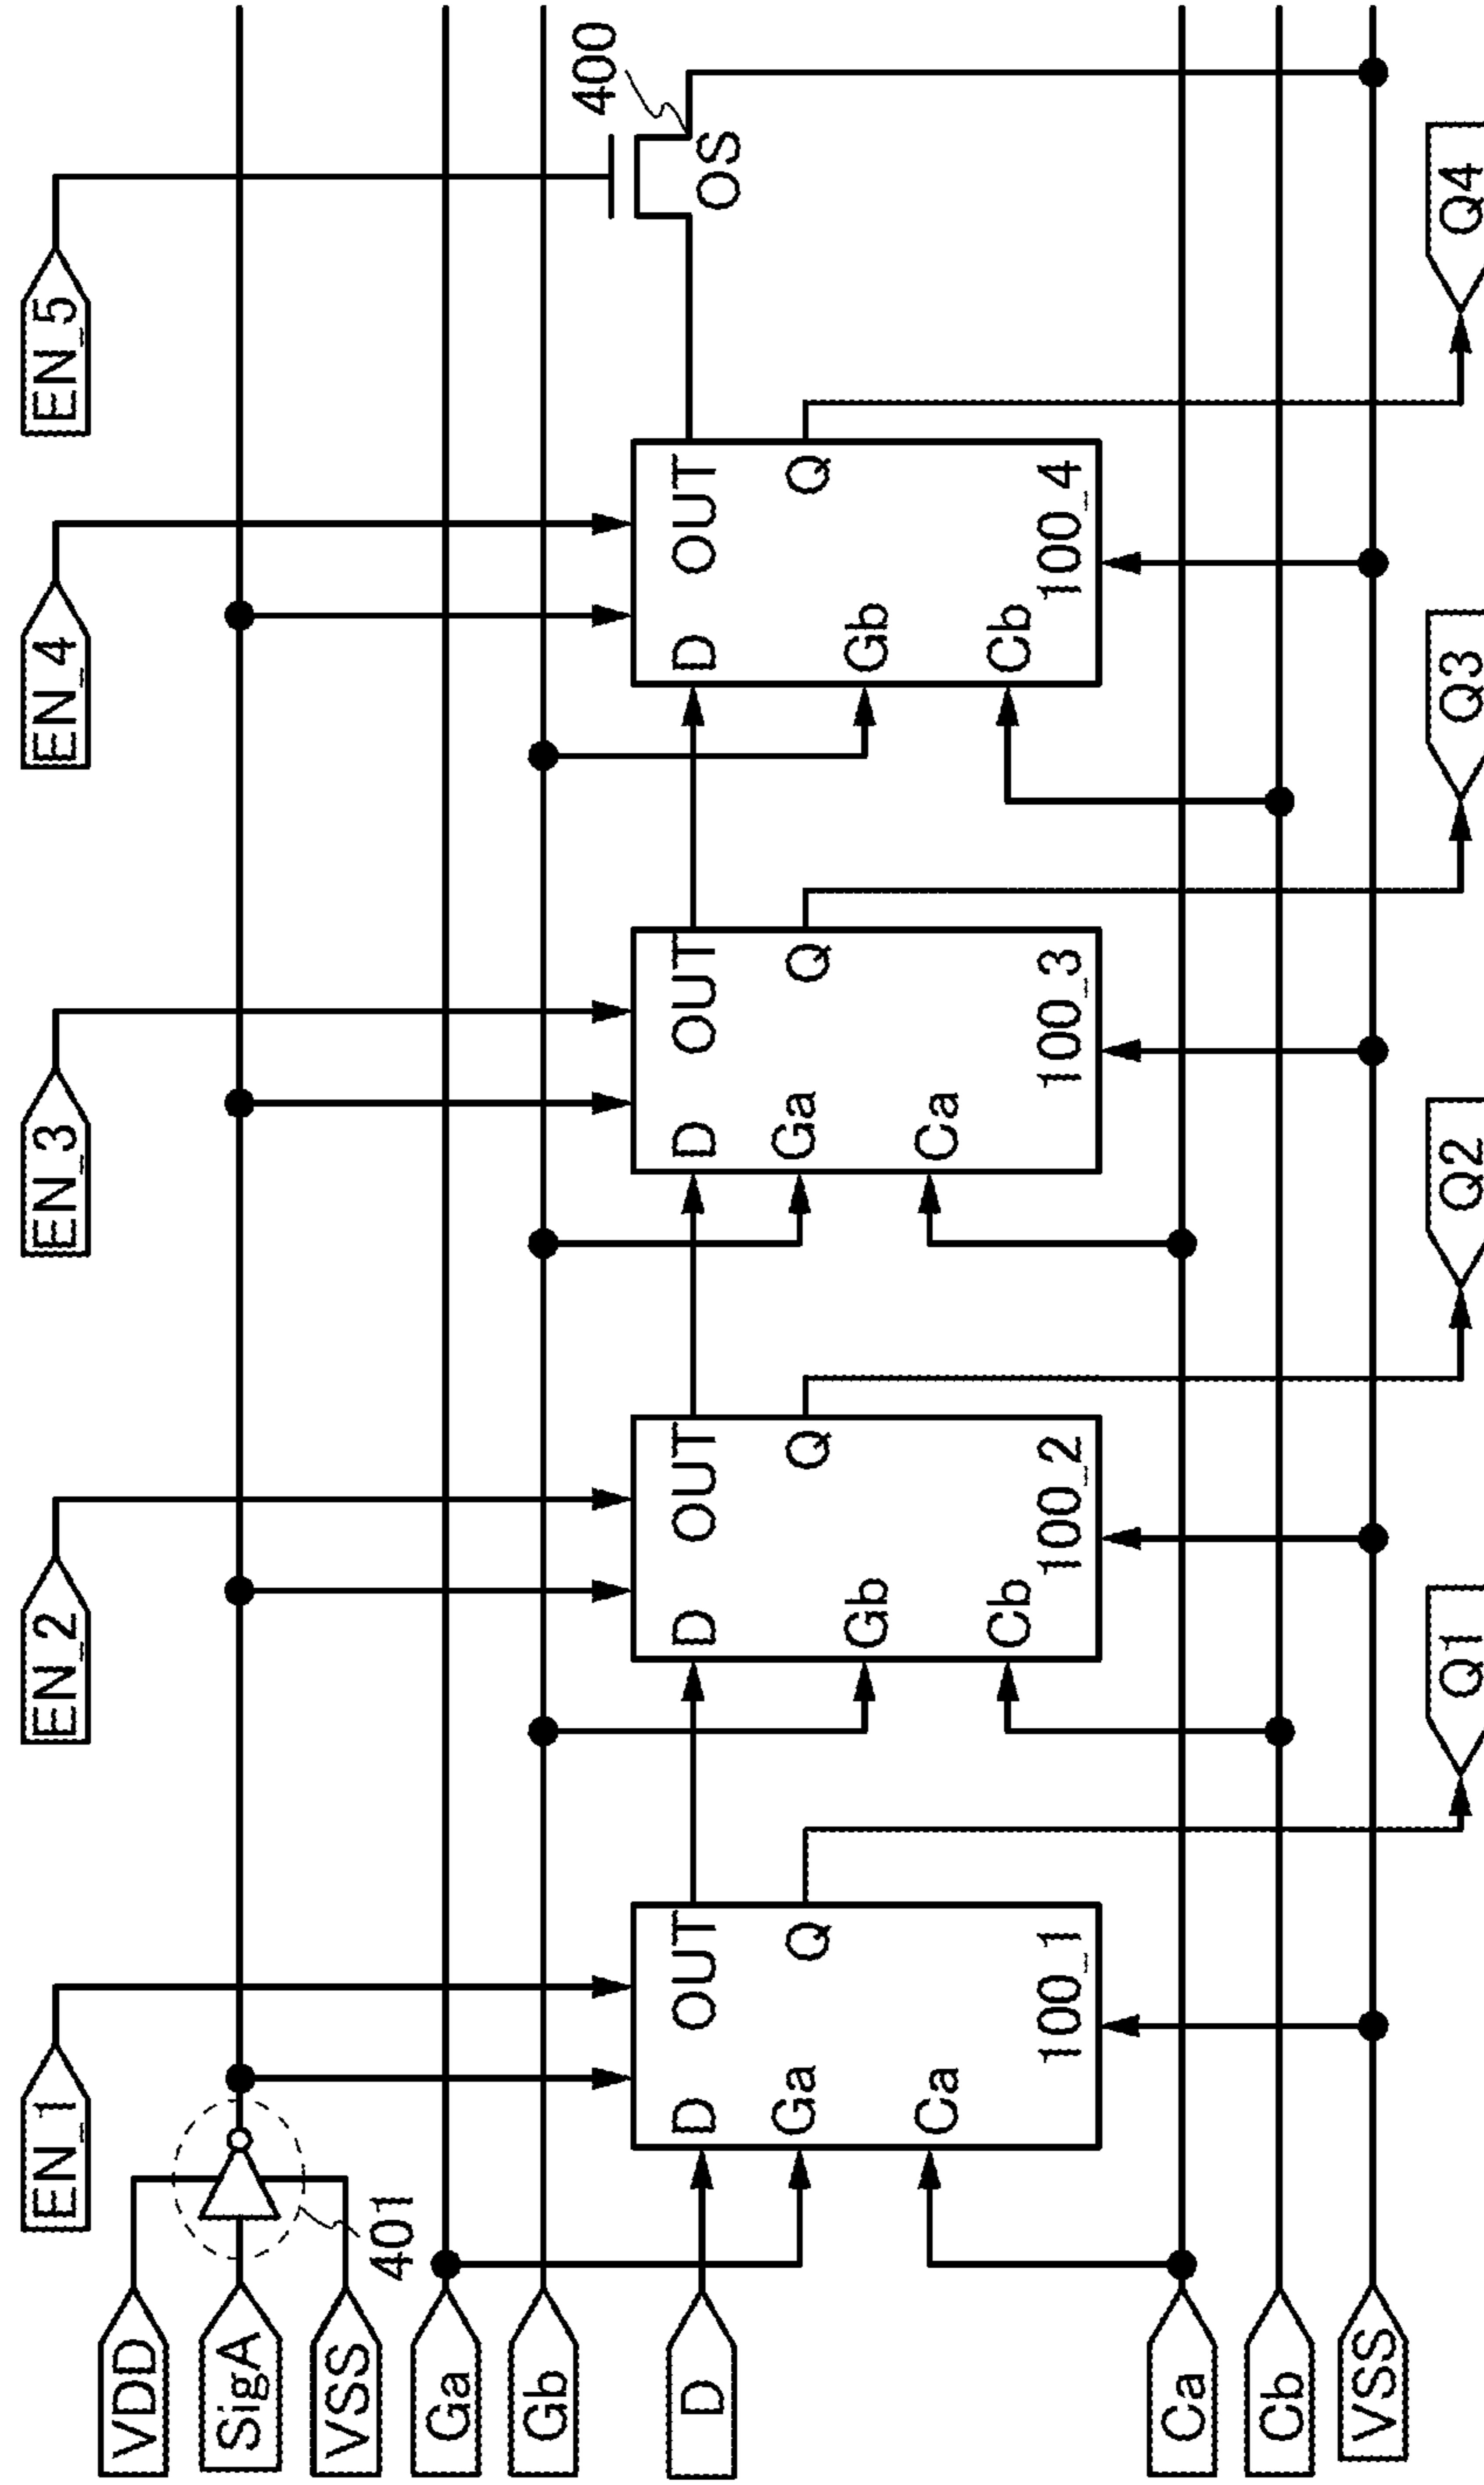 EN_1
EN_2
EN_3
EN_4
EN_5
VDD
SigA
VSS
401
Ga
Gb
400
OS
D
D
OUT
Ga
Q
Ca
100_1
D
OUT
Gb
Q
Cb
100_2
D
OUT
Ga
Q
Ca
100_3
D
OUT
Gb
Q
Cb
100_4
Ca
Cb
VSS
Q1
Q2
Q3
Q4